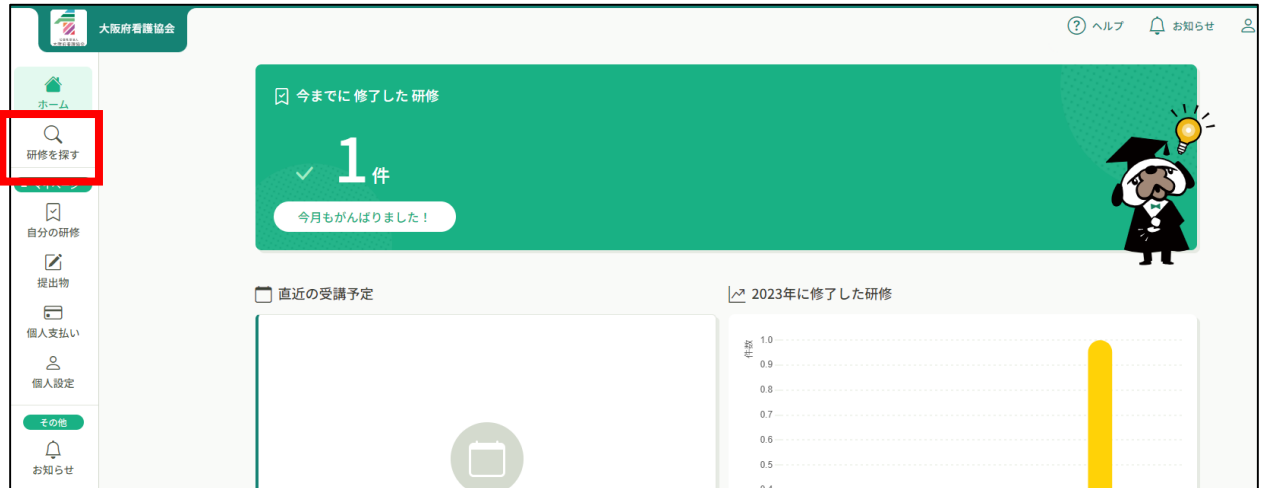 大阪府看護協会
ヘルプ
お知らせ
ホーム
研修を探す
自分の研修
提出物
個人支払い
個人設定
その他
お知らせ
今までに修了した研修
1件
今月もがんばりました！
直近の受講予定
2023年に修了した研修
件数
1.0
0.9
0.8
0.7
0.6
0.5